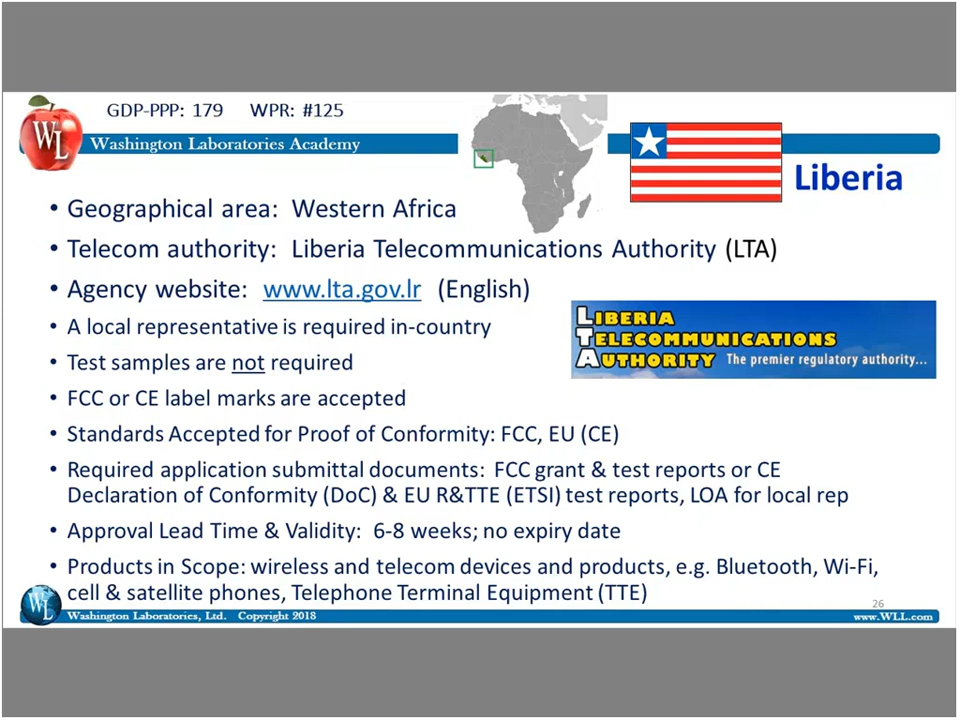 GDP-PPP: 179 WPR: #125
WL
Washington Laboratories Academy
Liberia
• Geographical area: Western Africa
• Telecom authority: Liberia Telecommunications Authority (LTA)
• Agency website: www.lta.gov.lr (English)
• A local representative is required in-country
LIBERIA
TELECOMMUNICATIONS
AUTHORITY The premier regulatory authority...
• Test samples are not required
• FCC or CE label marks are accepted
• Standards Accepted for Proof of Conformity: FCC, EU (CE)
• Required application submittal documents: FCC grant & test reports or CE
Declaration of Conformity (DoC) & EU R&TTE (ETSI) test reports, LOA for local rep
• Approval Lead Time & Validity: 6-8 weeks; no expiry date
• Products in Scope: wireless and telecom devices and products, e.g. Bluetooth, Wi-Fi,
cell & satellite phones, Telephone Terminal Equipment (TTE)
26
WL
Washington Laboratories, Ltd. Copyright 2018
www.WLL.com